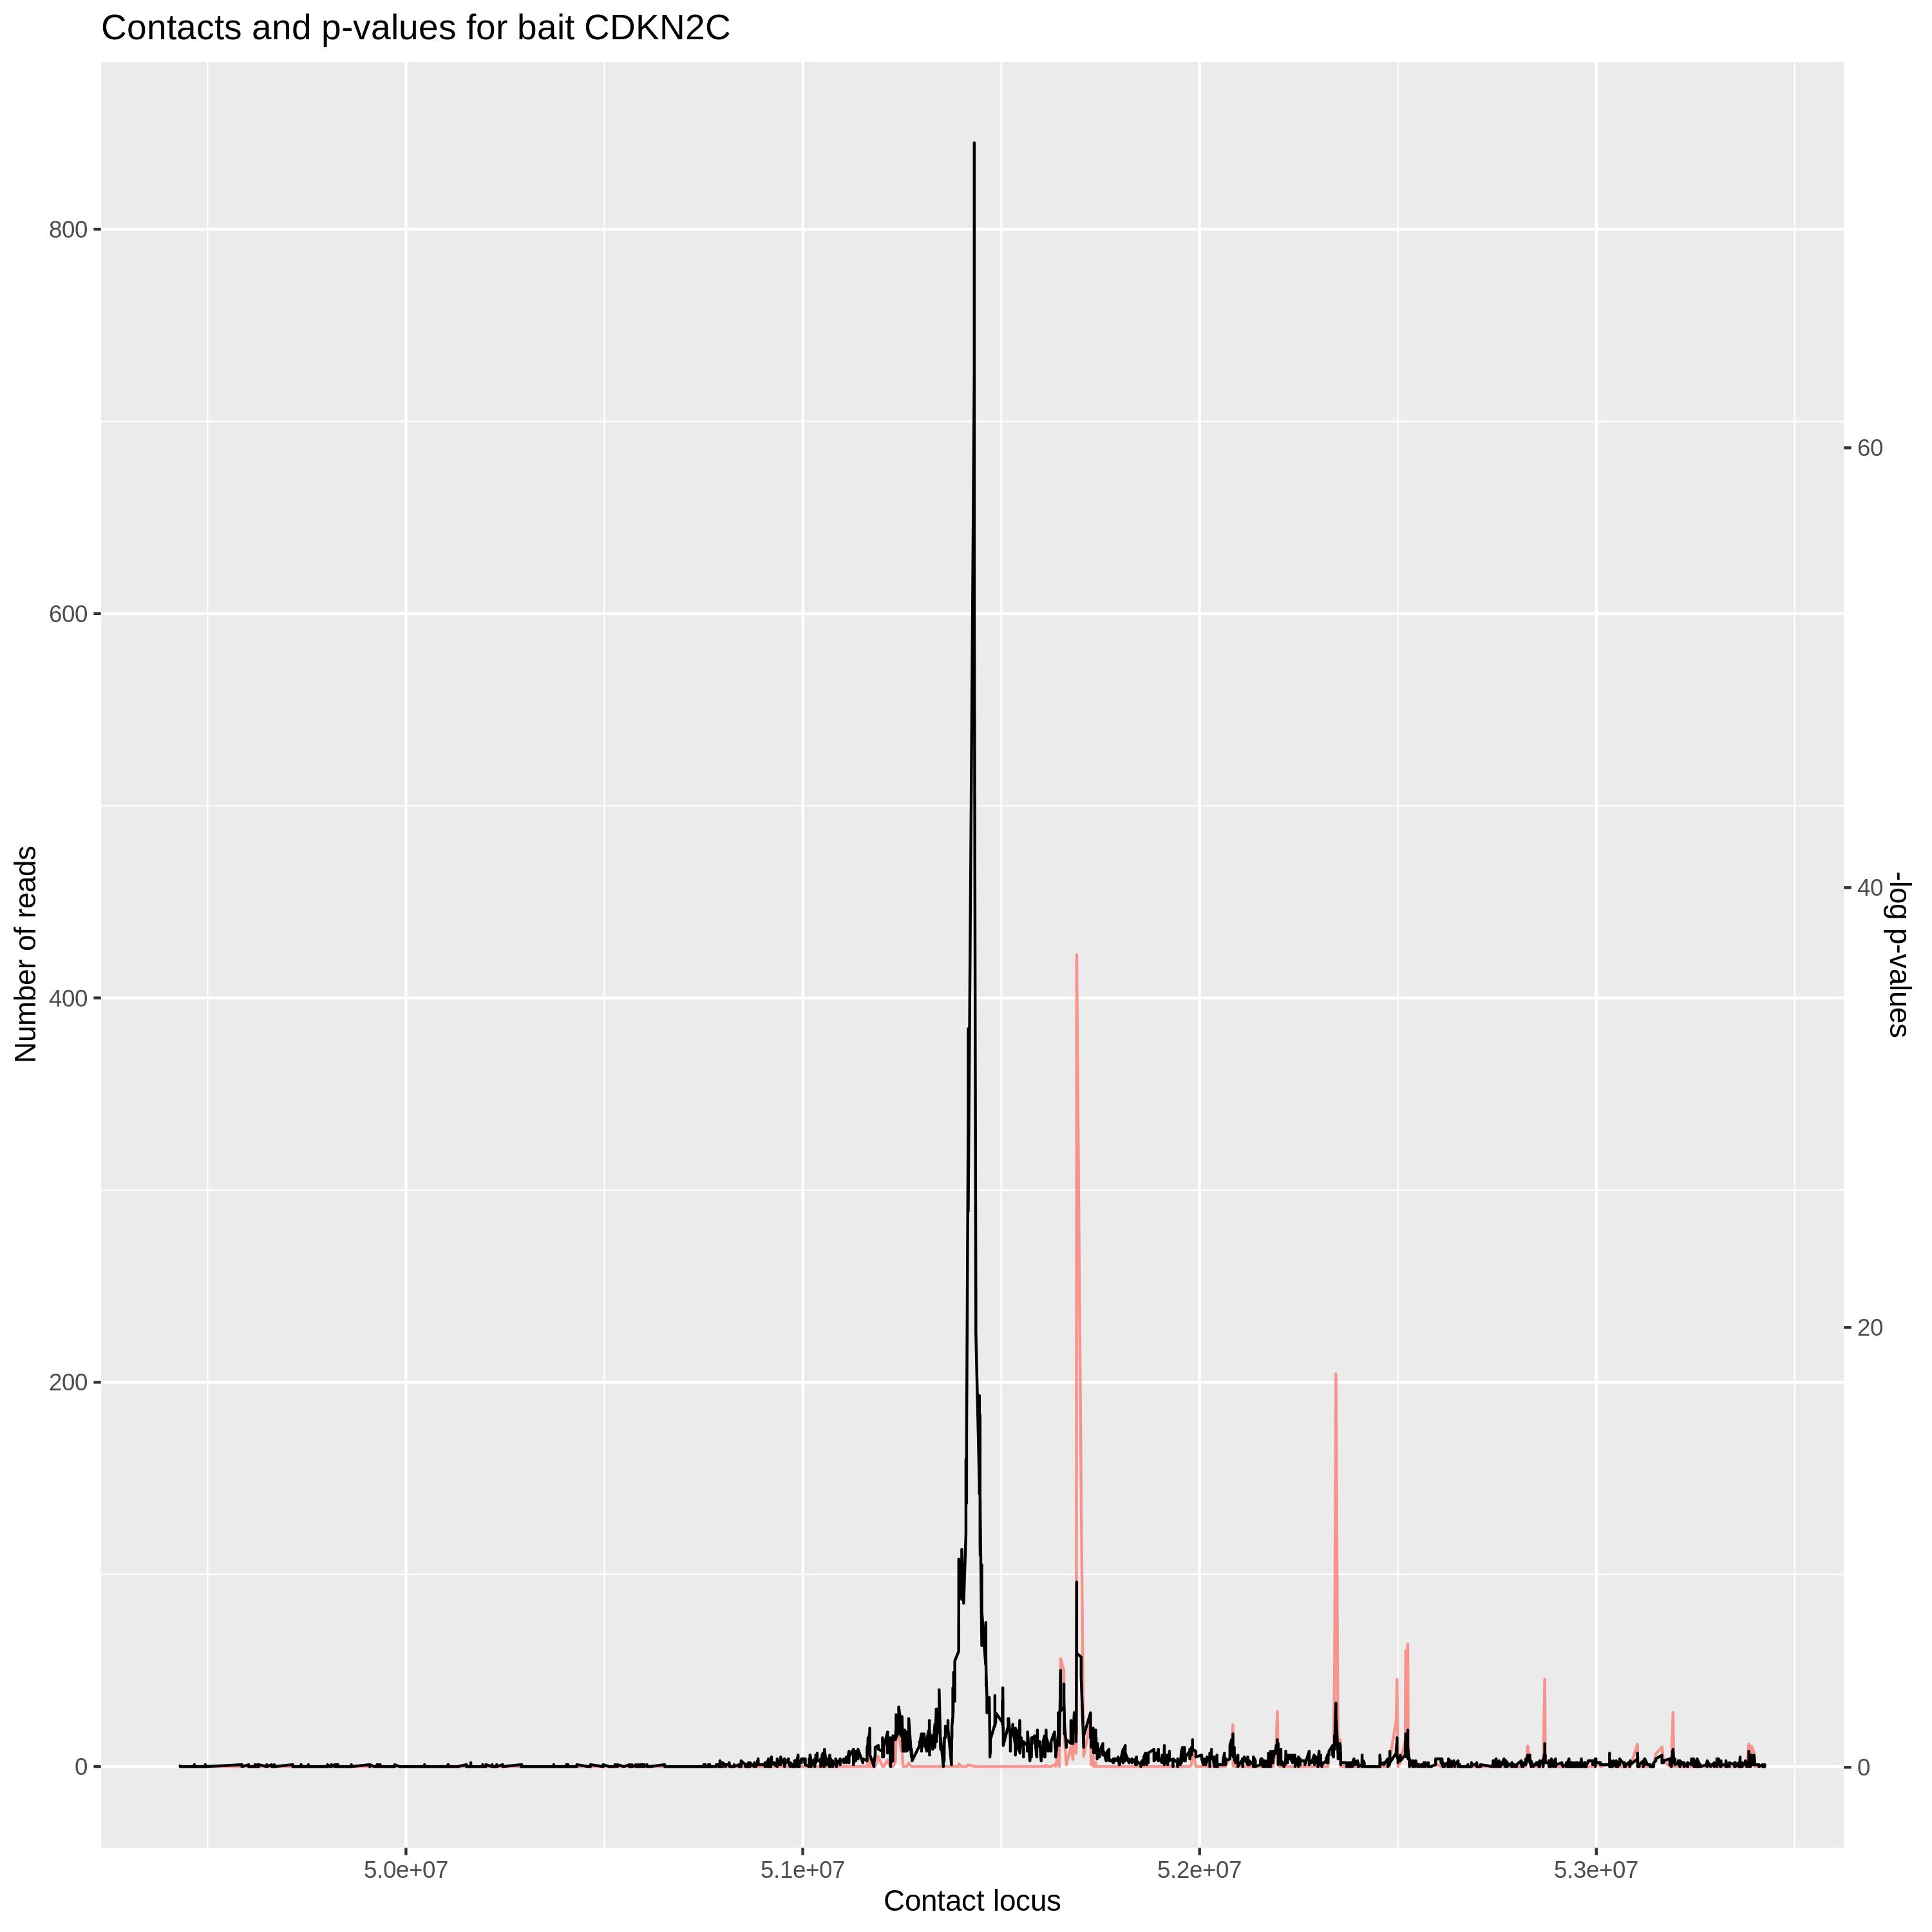 Contacts and p-values for bait CDKN2C
800
600
400
200
0
Number of reads
60
40
20
0
-log p-values
5.0e+07
5.1e+07
5.2e+07
5.3e+07
Contact locus